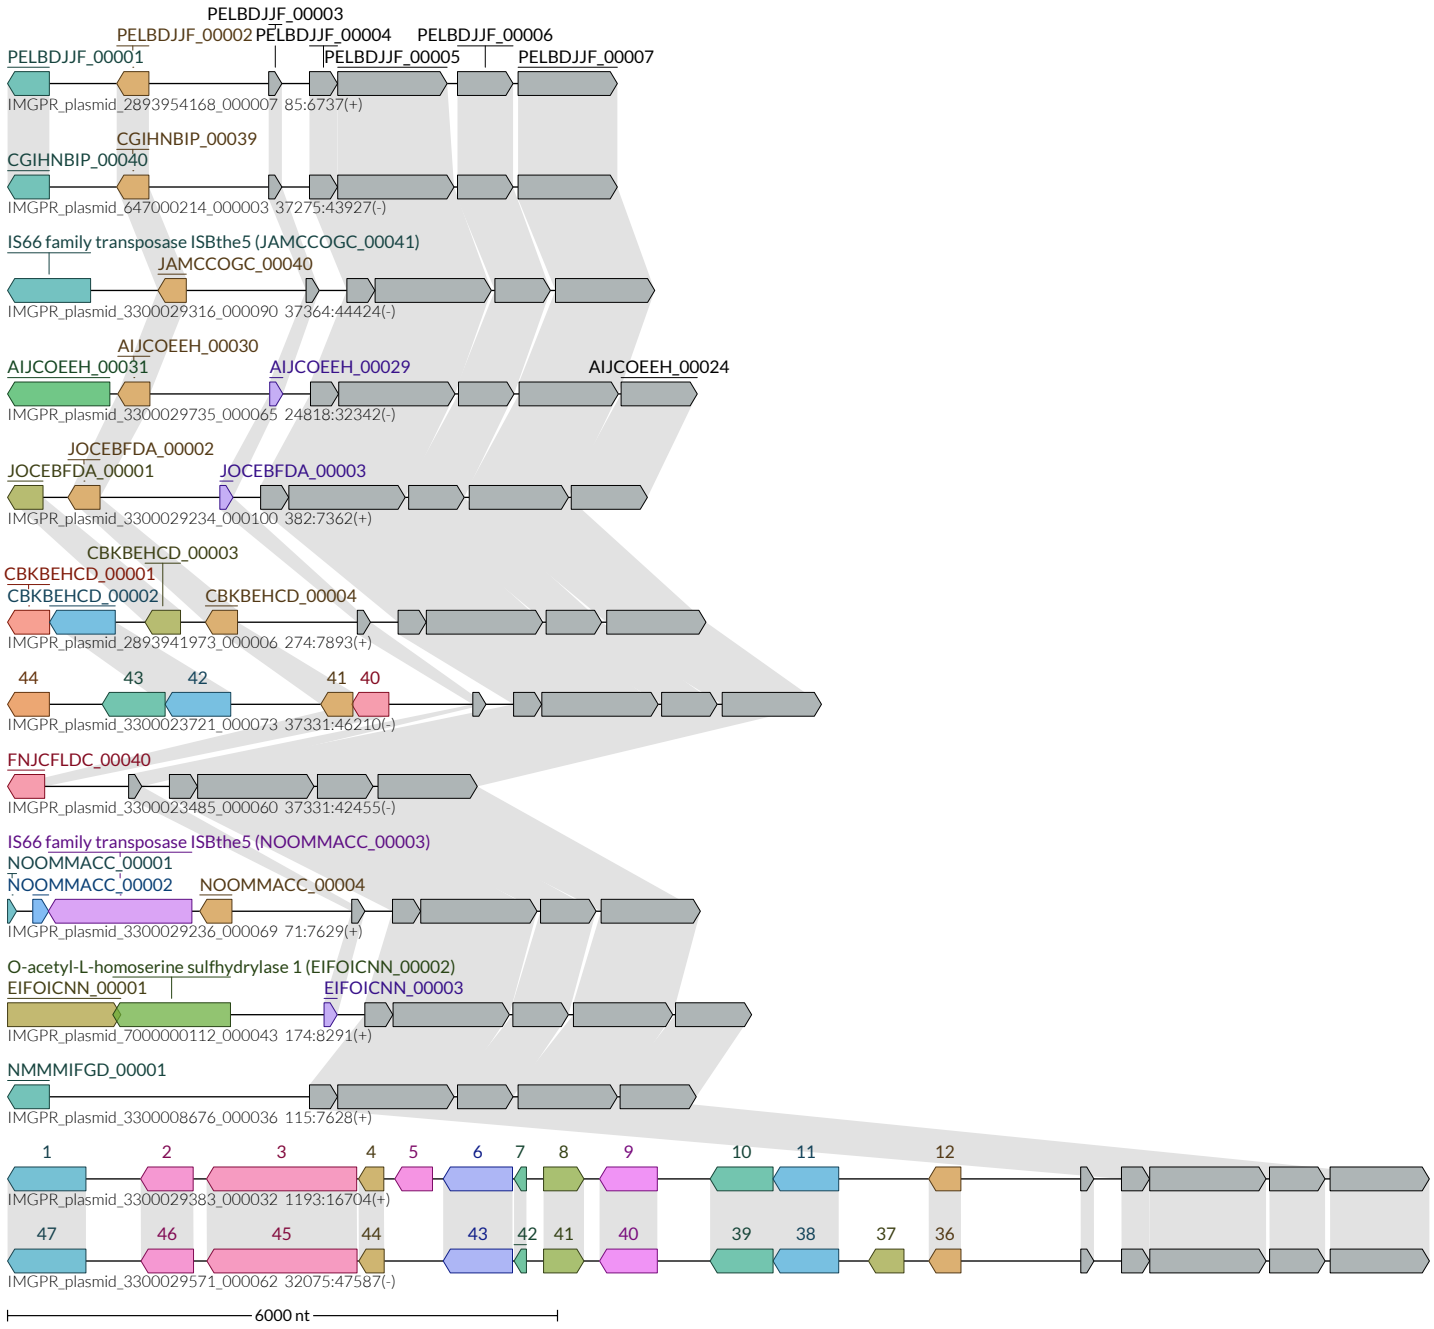 PELBDJJF_00003
PELBDJJF_00002 PELBDJJF_00004 PELBDJJF_00006
PELBDJJF_00001 PELBDJJF_00005 PELBDJJF_00007
IMGPR_plasmid_2893954168_000007 85:6737(+)
CGIHNBIP_00039
CGIHNBIP_00040
IMGPR_plasmid_647000214_000003 37275:43927(-)
IS66 family transposase ISBthe5 (JAMCCOGC_00041)
JAMCCOGC_00040
IMGPR_plasmid_3300029316_000090 37364:44424(-)
AIJCOEEH_00030
AIJCOEEH_00031 AIJCOEEH_00029 AIJCOEEH_00024
IMGPR_plasmid_3300029735_000065 24818:32342(-)
JOCEBFDA_00002
JOCEBFDA_00001 JOCEBFDA_00003
IMGPR_plasmid_3300029234_000100 382:7362(+)
CBKBEHCD_00003
CBKBEHCD_00001
CBKBEHCD_00002 CBKBEHCD_00004
IMGPR_plasmid_2893941973_000006 274:7893(+)
44 43 42 41 40
IMGPR_plasmid_3300023721_000073 37331:46210(-)
FNJCFLDC_00040
IMGPR_plasmid_3300023485_000060 37331:42455(-)
IS66 family transposase ISBthe5 (NOOMMACC_00003)
NOOMMACC_00001
NOOMMACC_00002 NOOMMACC_00004
IMGPR_plasmid_3300029236_000069 71:7629(+)
O-acetyl-L-homoserine sulfhydrylase 1 (EIFOICNN_00002)
EIFOICNN_00001 EIFOICNN_00003
IMGPR_plasmid_7000000112_000043 174:8291(+)
NMMMIFGD_00001
IMGPR_plasmid_3300008676_000036 115:7628(+)
1 2 3 4 5 6 7 8 9 10 11 12
IMGPR_plasmid_3300029383_000032 1193:16704(+)
47 46 45 44 43 42 41 40 39 38 37 36
IMGPR_plasmid_3300029571_000062 32075:47587(-)
6000 nt